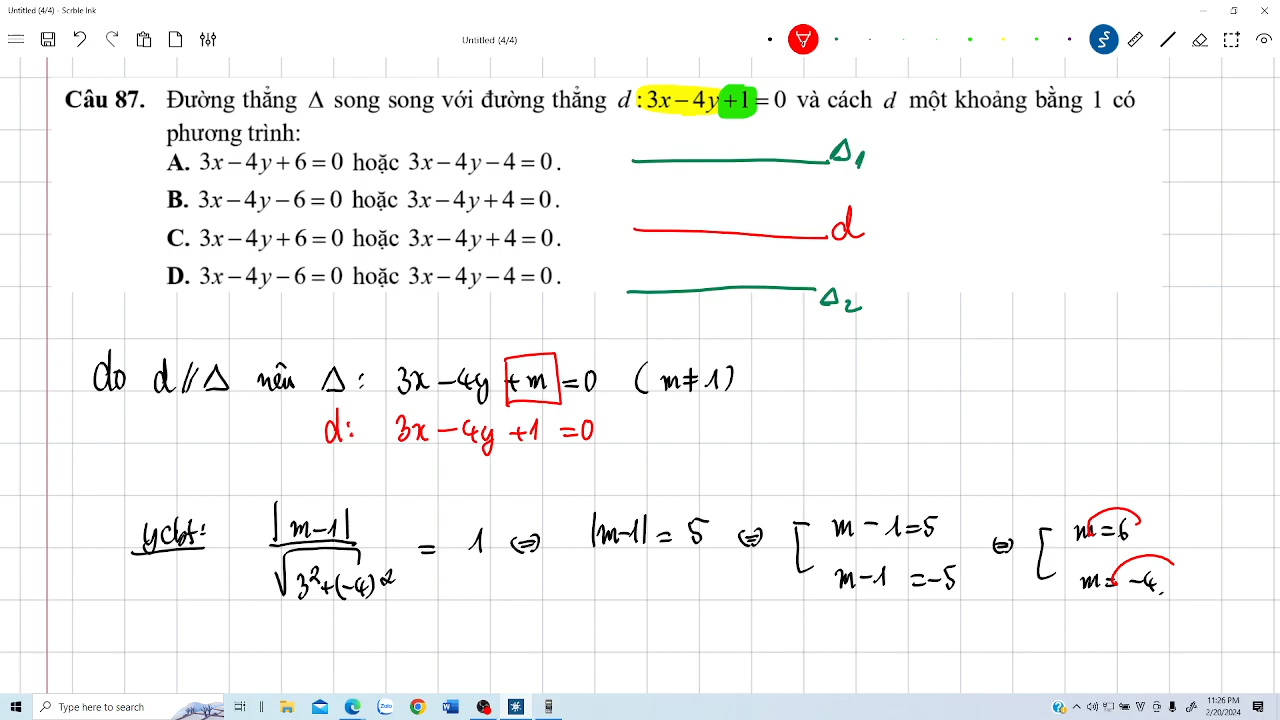 Untitled (4/4) - Scrble Ink
Untitled (4/4)
Câu 87. Đường thẳng Δ song song với đường thẳng d : 3x − 4y + 1 = 0 và cách d một khoảng bằng 1 có
phương trình:
A. 3x − 4y + 6 = 0 hoặc 3x − 4y − 4 = 0.
B. 3x − 4y − 6 = 0 hoặc 3x − 4y + 4 = 0.
C. 3x − 4y + 6 = 0 hoặc 3x − 4y + 4 = 0.
D. 3x − 4y − 6 = 0 hoặc 3x − 4y − 4 = 0.
Δ₁
d
Δ₂
do d // Δ nên Δ: 3x − 4y + m = 0 (m ≠ 1)
d: 3x − 4y + 1 = 0
ycbt: |m−1| / √(3² + (−4)²) = 1 ⇔ |m−1| = 5 ⇔ [ m − 1 = 5 ; m − 1 = −5 ⇔ [ m = 6 ; m = −4.
Type here to search
Zalo
11:26 PM
2/20/2024